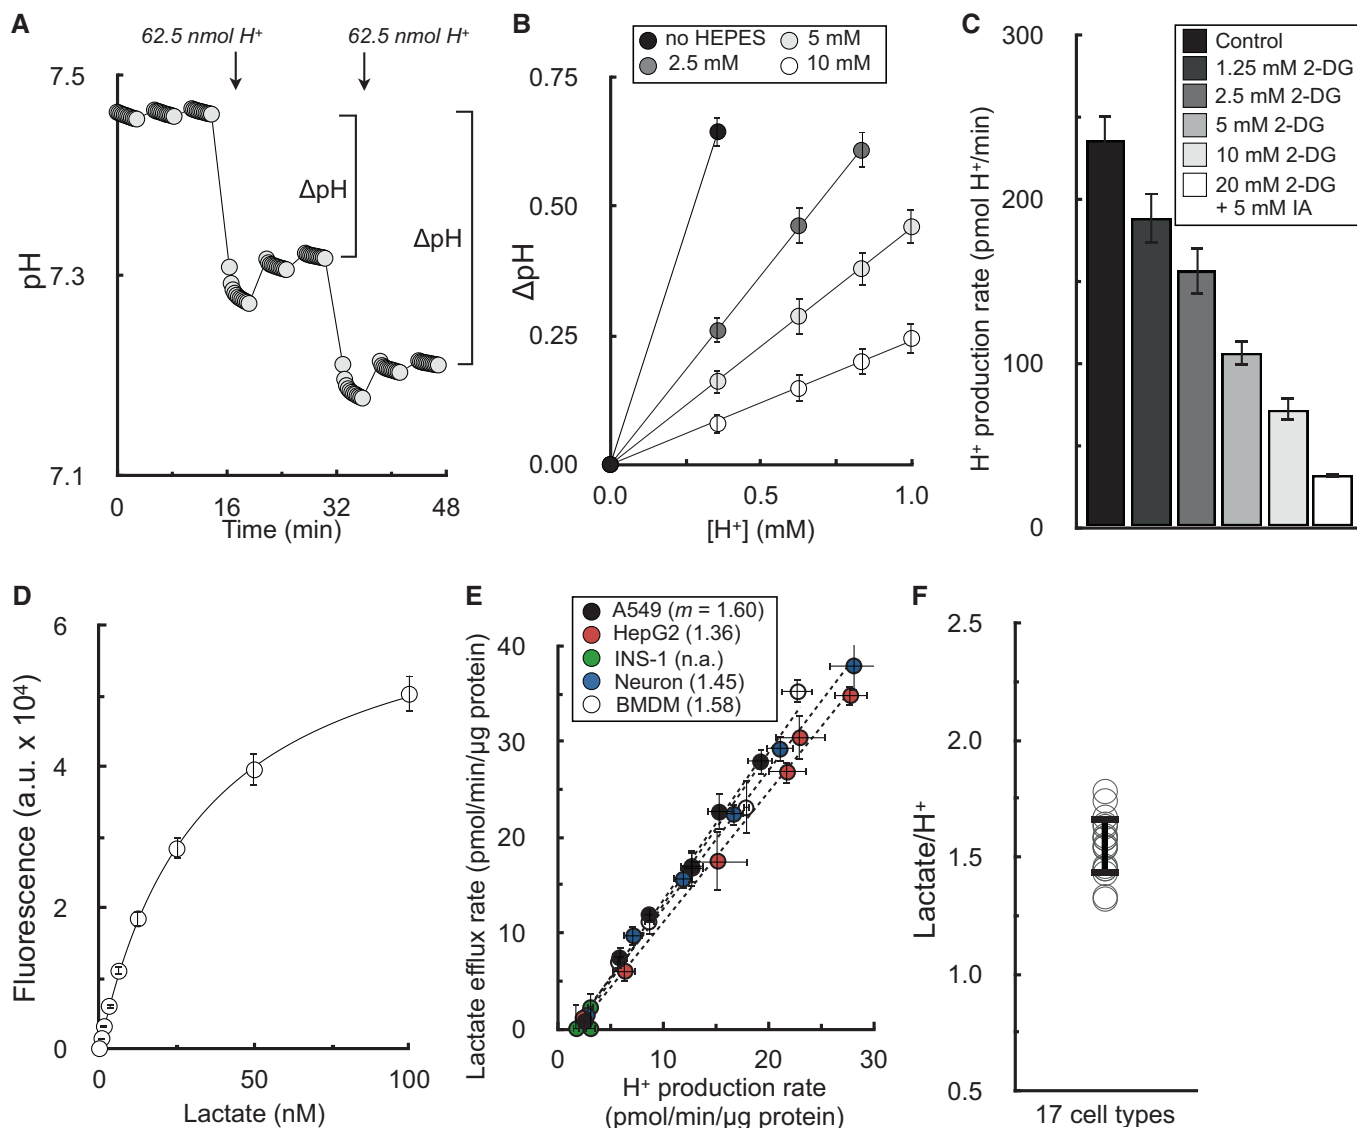 A
62.5 nmol H⁺
62.5 nmol H⁺
7.5
7.3
7.1
pH
ΔpH
ΔpH
0
16
32
48
Time (min)
B
no HEPES
5 mM
2.5 mM
10 mM
0.75
0.50
0.25
0.00
ΔpH
0.0
0.5
1.0
[H⁺] (mM)
C
300
200
100
0
H⁺ production rate (pmol H⁺/min)
Control
1.25 mM 2-DG
2.5 mM 2-DG
5 mM 2-DG
10 mM 2-DG
20 mM 2-DG
+ 5 mM IA
D
6
4
2
0
Fluorescence (a.u. x 10⁴)
0
50
100
Lactate (nM)
E
A549 (m = 1.60)
HepG2 (1.36)
INS-1 (n.a.)
Neuron (1.45)
BMDM (1.58)
40
30
20
10
0
Lactate efflux rate (pmol/min/µg protein)
0
10
20
30
H⁺ production rate
(pmol/min/µg protein)
F
2.5
2.0
1.5
1.0
0.5
Lactate/H⁺
17 cell types